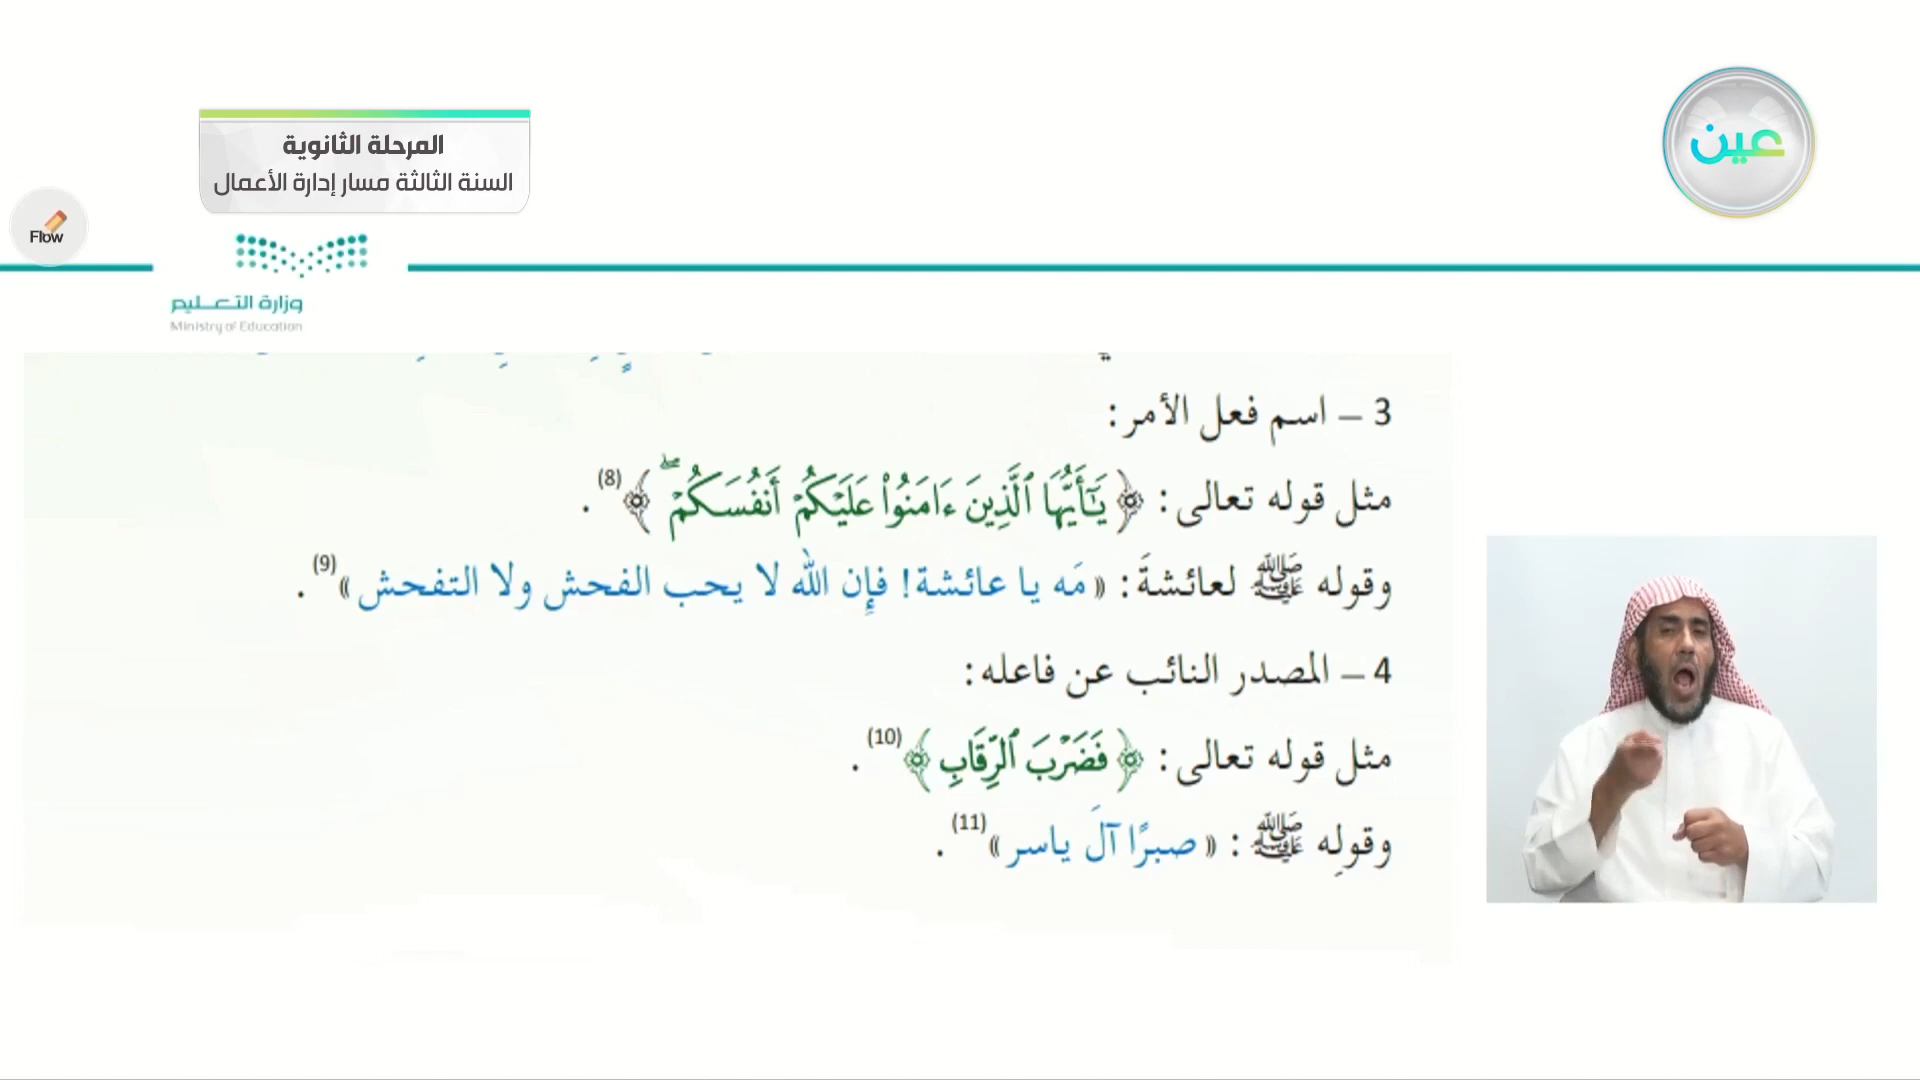 المرحلة الثانوية
السنة الثالثة مسار إدارة الأعمال
عين
Flow
وزارة التعـليم
Ministry of Education
3 – اسم فعل الأمر:
مثل قوله تعالى: ﴿يَٰٓأَيُّهَا ٱلَّذِينَ ءَامَنُوا۟ عَلَيْكُمْ أَنفُسَكُمْ ۖ﴾(8).
وقوله ﷺ لعائشةَ: «مَه يا عائشة! فإِن الله لا يحب الفحش ولا التفحش»(9).
4 – المصدر النائب عن فاعله:
مثل قوله تعالى: ﴿فَضَرْبَ ٱلرِّقَابِ﴾(10).
وقولِه ﷺ: «صبرًا آلَ ياسر»(11).